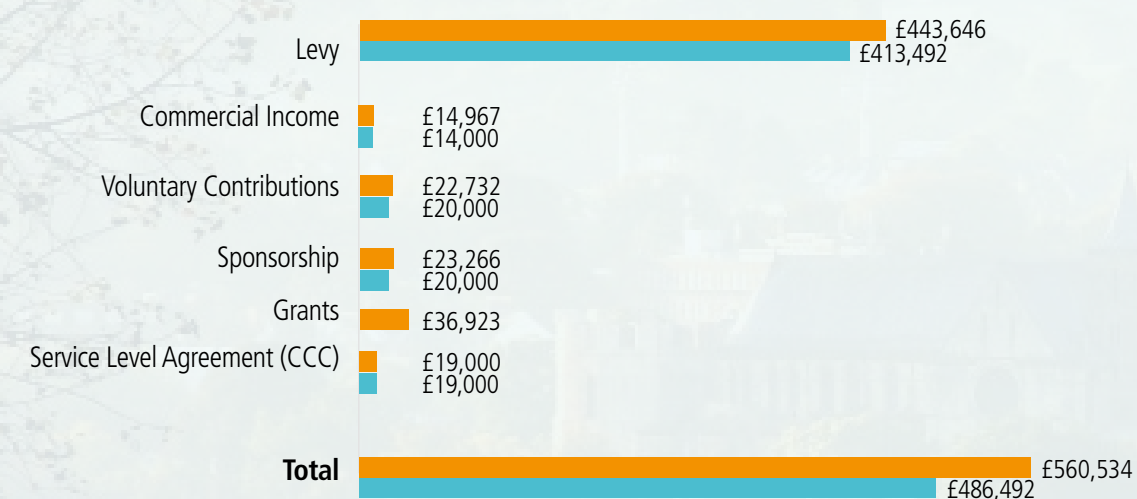 Levy
£443,646
£413,492
Commercial Income
£14,967
£14,000
Voluntary Contributions
£22,732
£20,000
Sponsorship
£23,266
£20,000
Grants
£36,923
Service Level Agreement (CCC)
£19,000
£19,000
Total
£560,534
£486,492